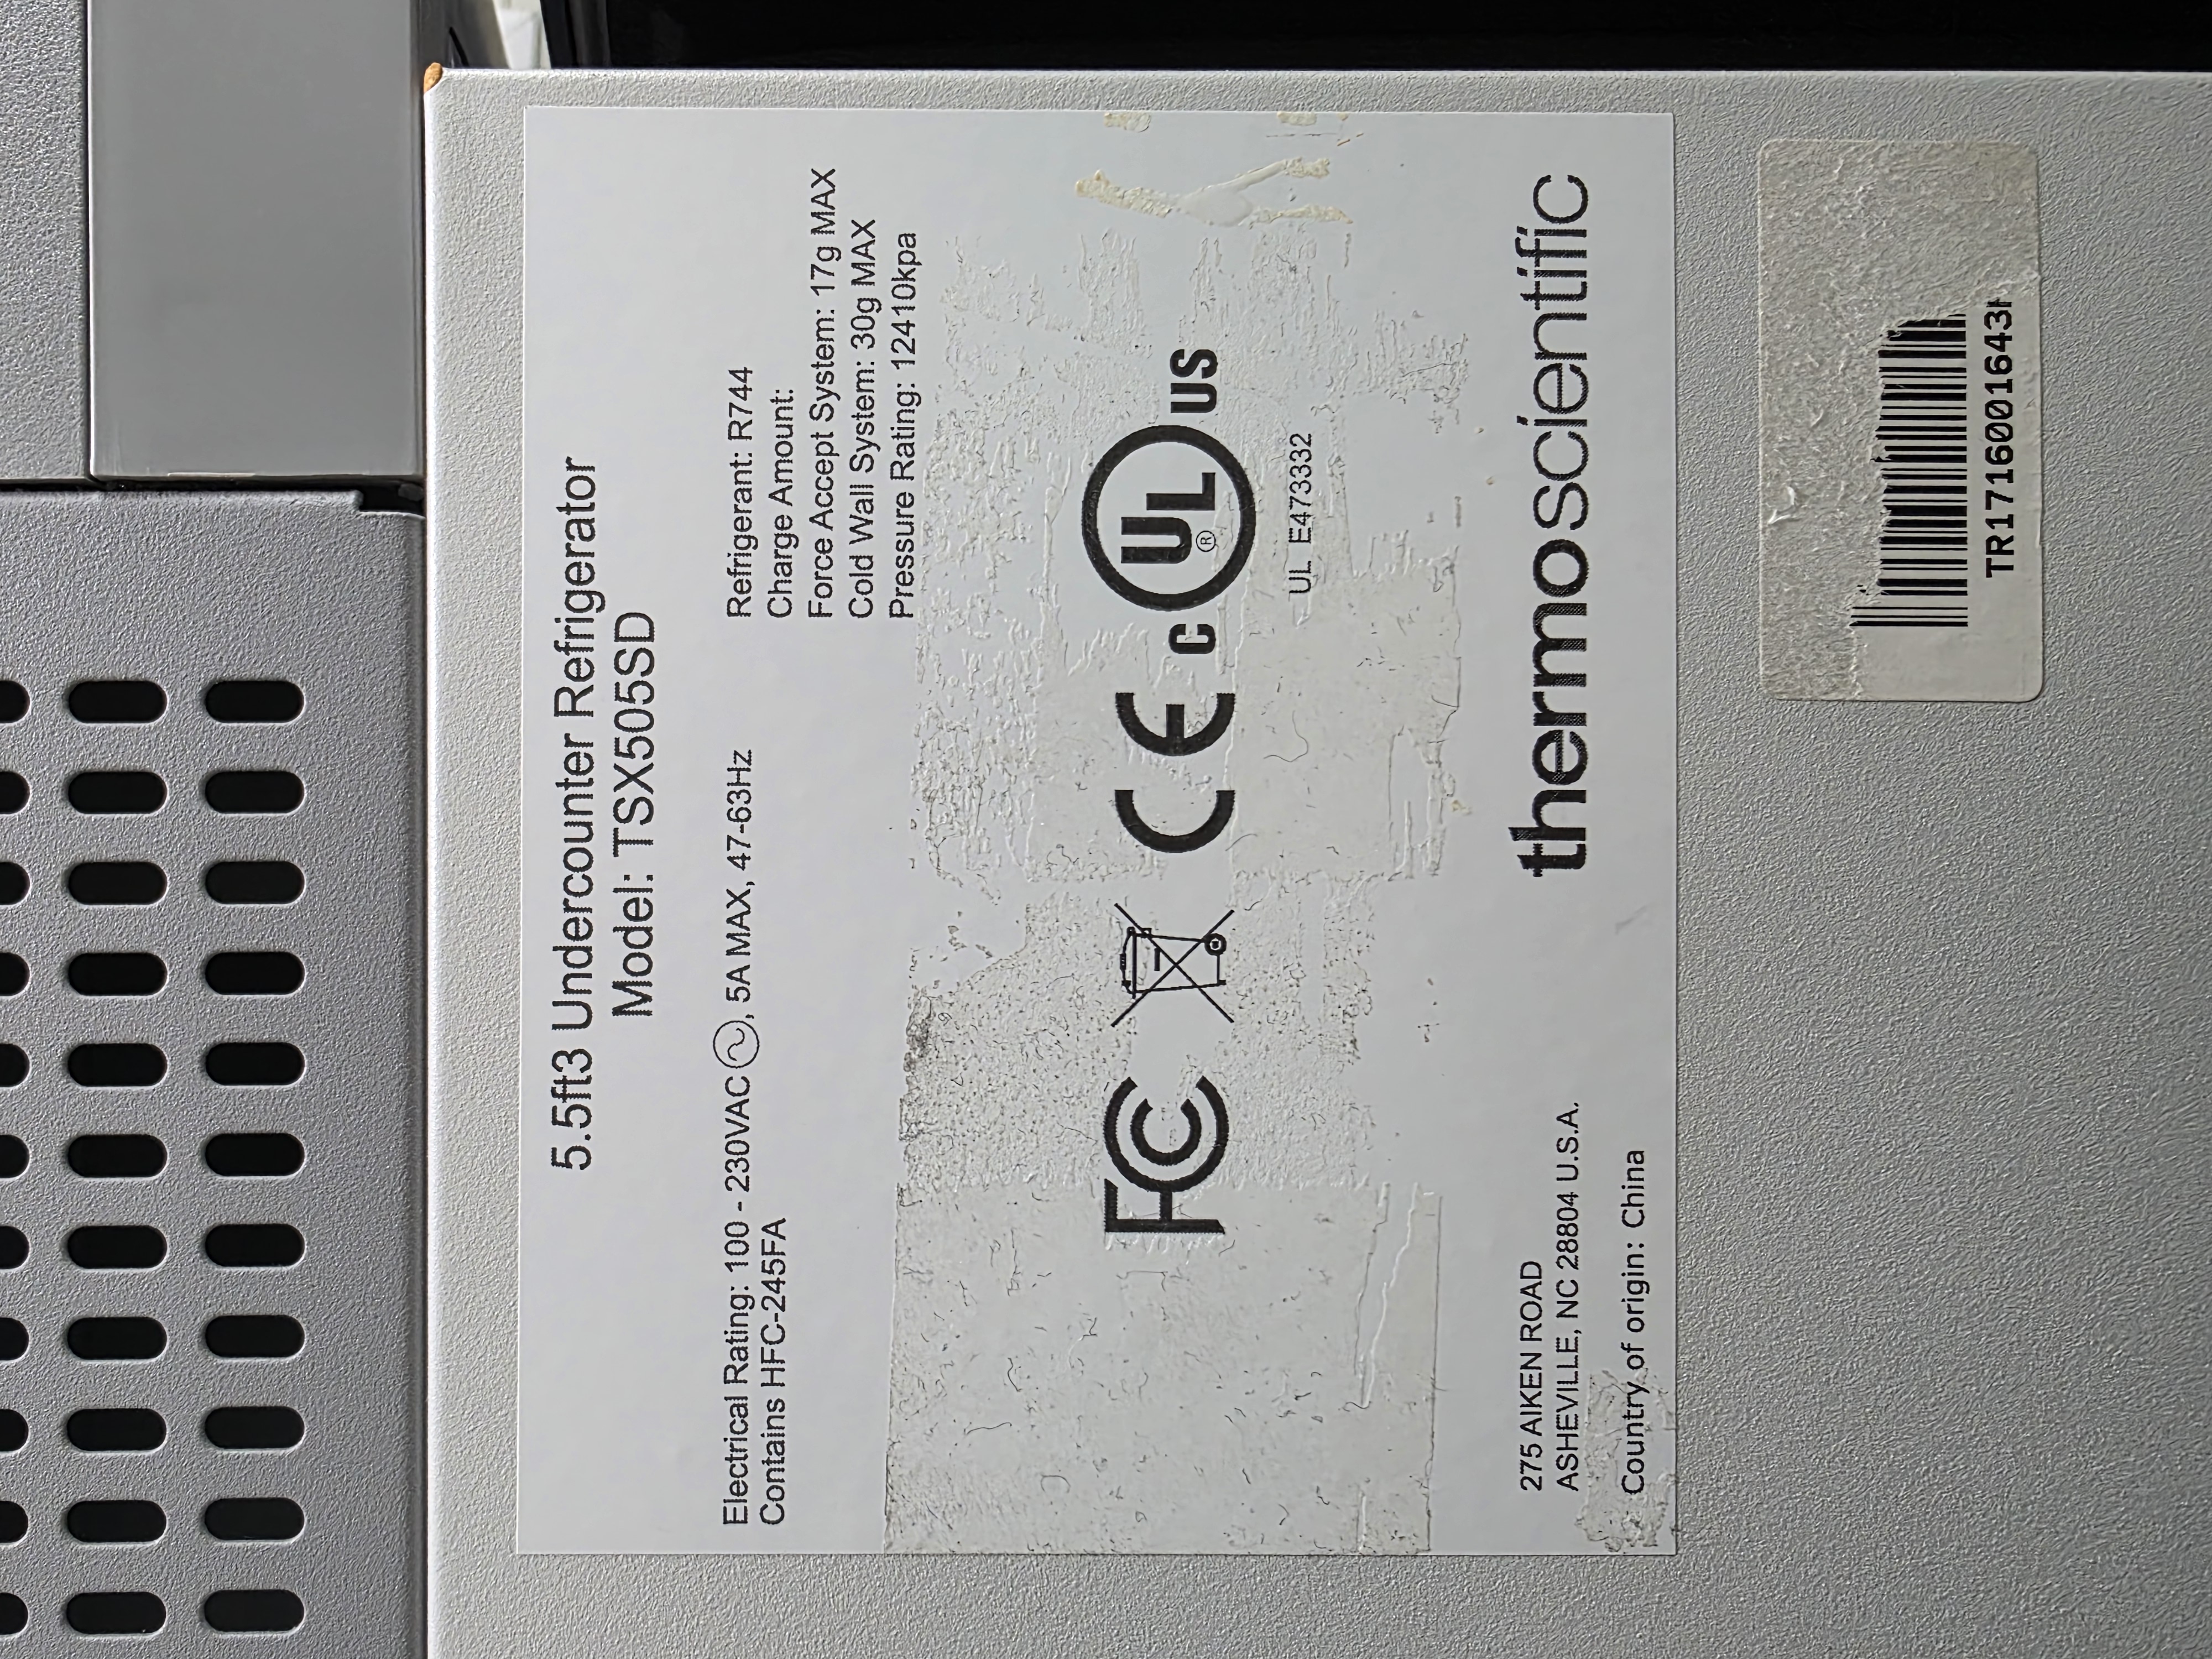 5.5ft3 Undercounter Refrigerator
Model: TSX505SD
Electrical Rating: 100 - 230VAC, 5A MAX, 47-63Hz
Contains HFC-245FA
Refrigerant: R744
Charge Amount:
Force Accept System: 17g MAX
Cold Wall System: 30g MAX
Pressure Rating: 12410kpa
FC CE c UL ® US
UL E473332
275 AIKEN ROAD
ASHEVILLE, NC 28804 U.S.A.
Country of origin: China
thermoscientific